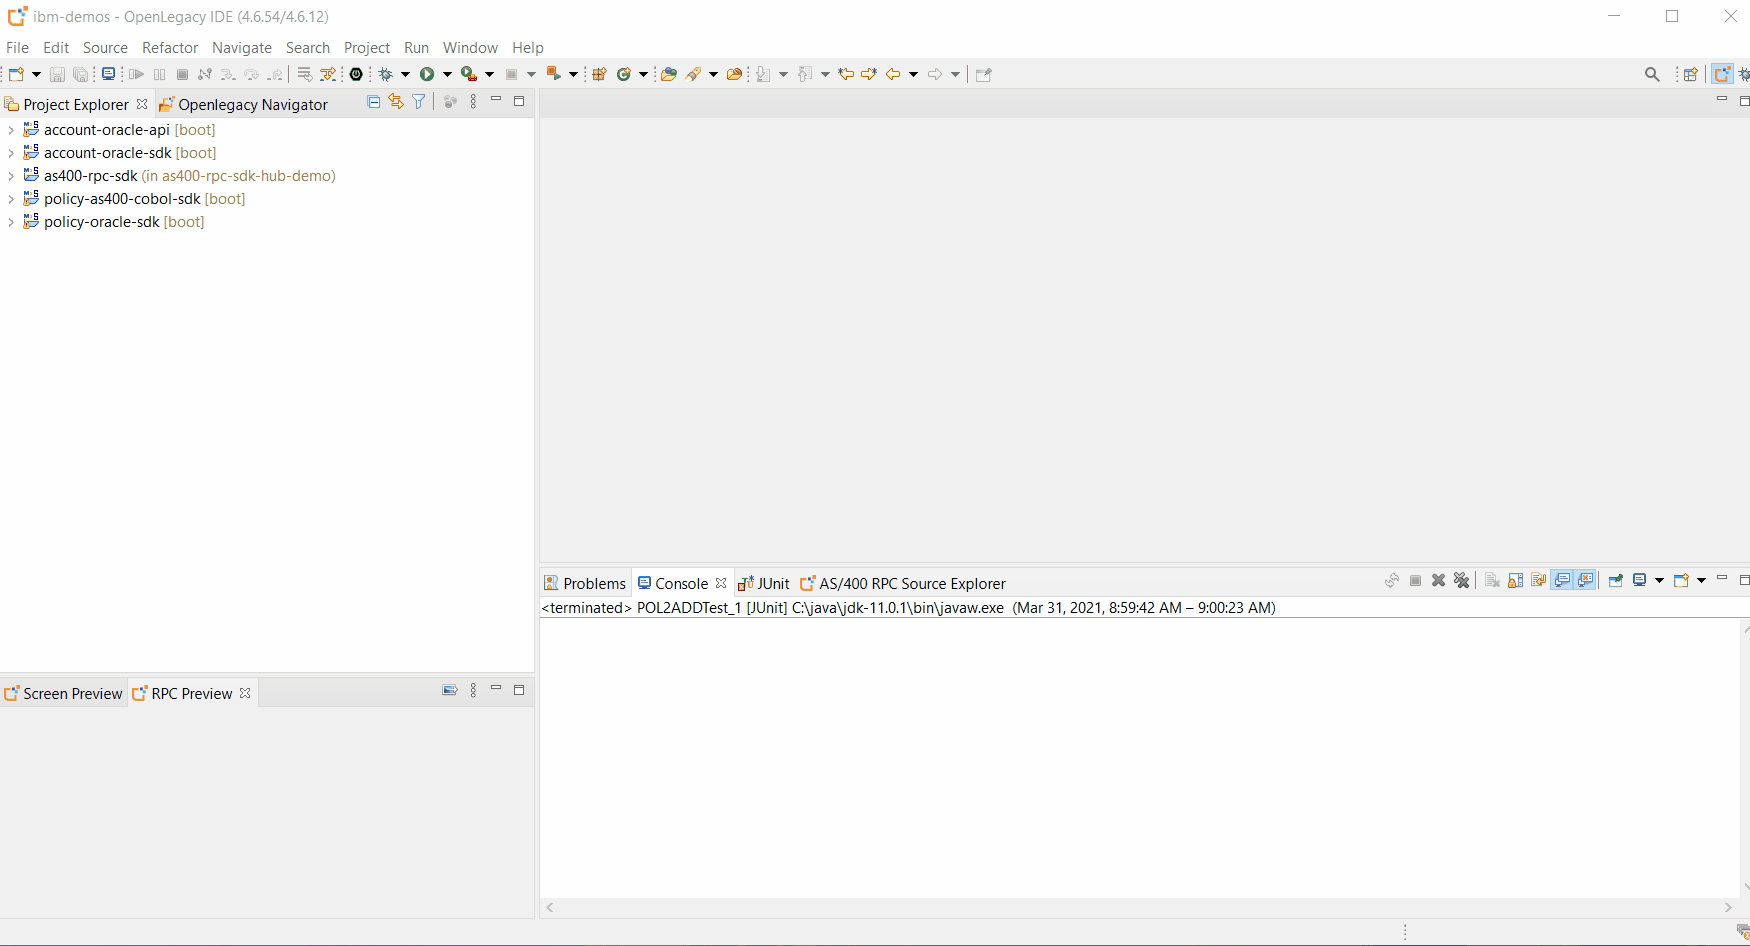 ibm-demos - OpenLegacy IDE (4.6.54/4.6.12)
File Edit Source Refactor Navigate Search Project Run Window Help
Project Explorer Openlegacy Navigator
account-oracle-api [boot]
account-oracle-sdk [boot]
as400-rpc-sdk (in as400-rpc-sdk-hub-demo)
policy-as400-cobol-sdk [boot]
policy-oracle-sdk [boot]
Problems Console JUnit AS/400 RPC Source Explorer
<terminated> POL2ADDTest_1 [JUnit] C:\java\jdk-11.0.1\bin\javaw.exe (Mar 31, 2021, 8:59:42 AM – 9:00:23 AM)
Screen Preview RPC Preview